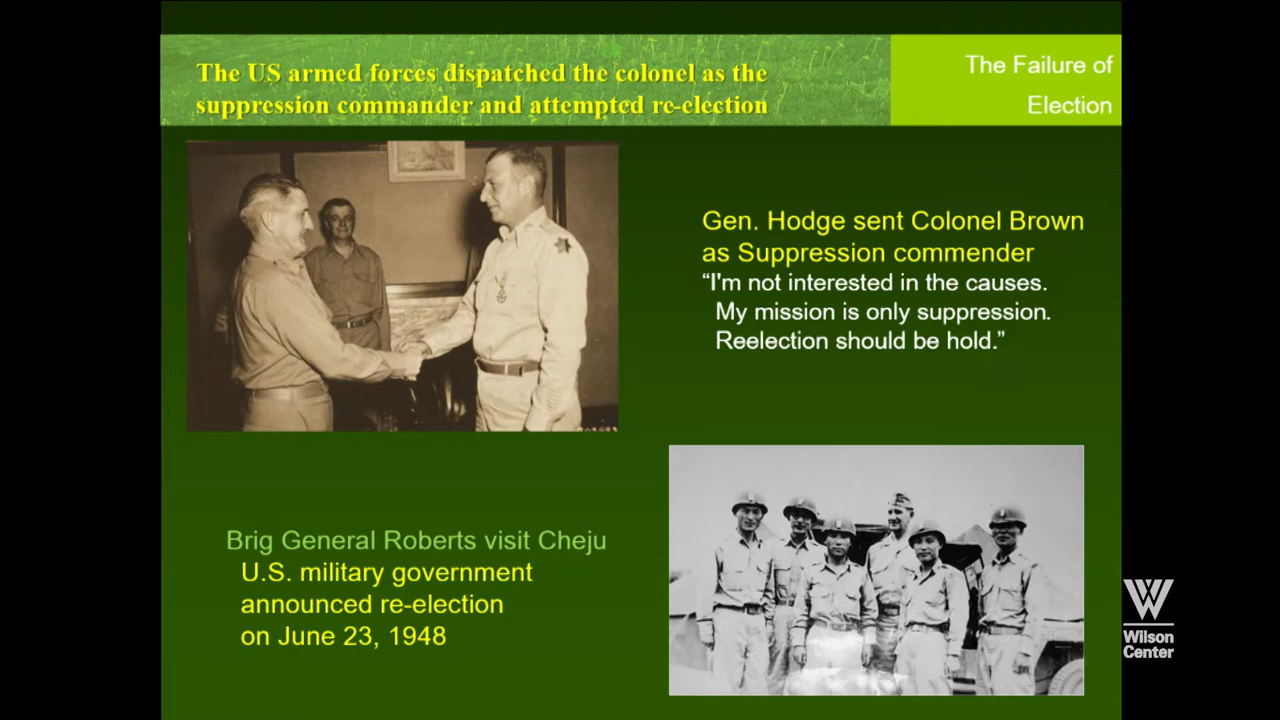 The US armed forces dispatched the colonel as the
suppression commander and attempted re-election
The Failure of
Election
Gen. Hodge sent Colonel Brown
as Suppression commender
“I'm not interested in the causes.
My mission is only suppression.
Reelection should be hold.”
Brig General Roberts visit Cheju
U.S. military government
announced re-election
on June 23, 1948
Wilson
Center